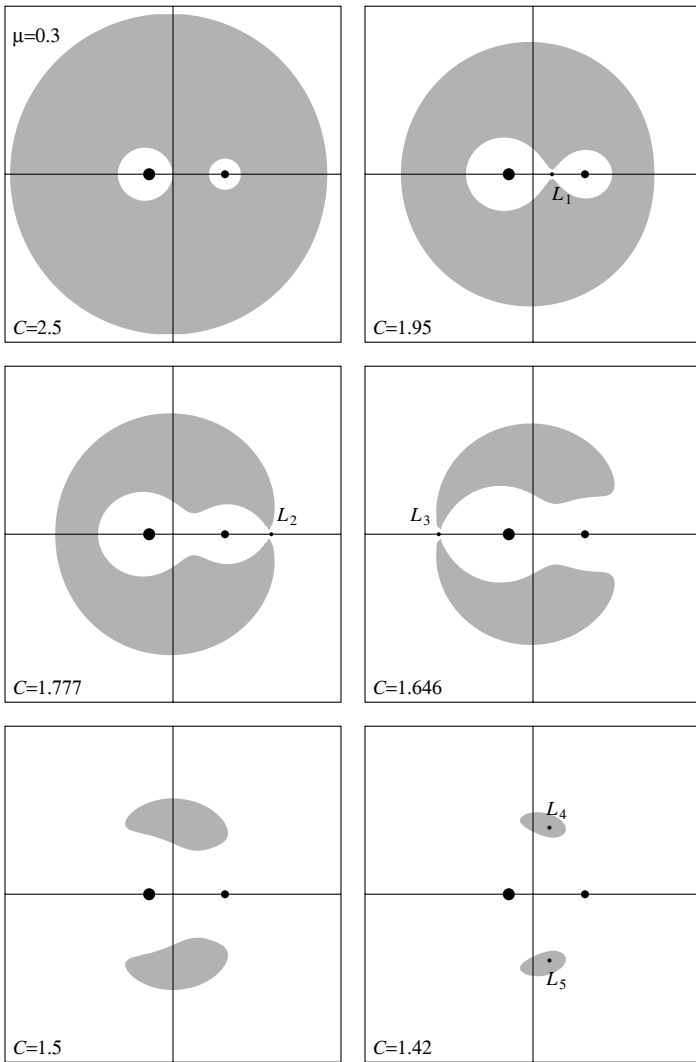 μ=0.3
C=2.5
L₁
C=1.95
L₂
C=1.777
L₃
C=1.646
C=1.5
L₄
L₅
C=1.42